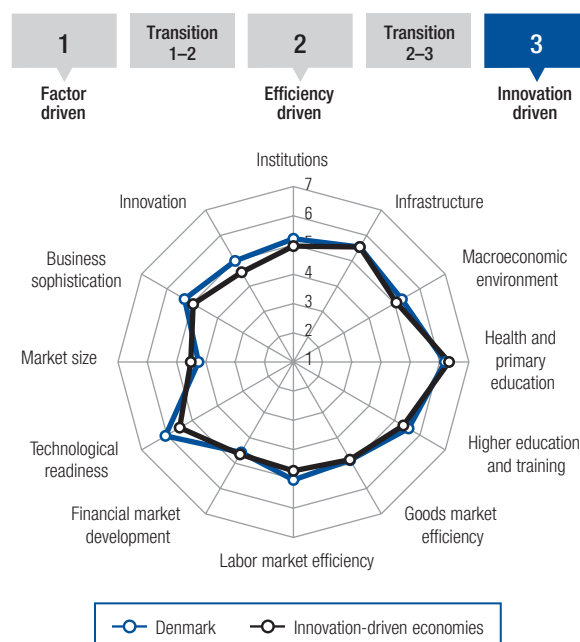 1
Transition
1–2
2
Transition
2–3
3
Factor
driven
Efficiency
driven
Innovation
driven
Institutions
Innovation
Infrastructure
Business
sophistication
Macroeconomic
environment
Market size
Health and
primary
education
Technological
readiness
Higher education
and training
Financial market
development
Goods market
efficiency
Labor market efficiency
7
6
5
4
3
2
1
Denmark
Innovation-driven economies